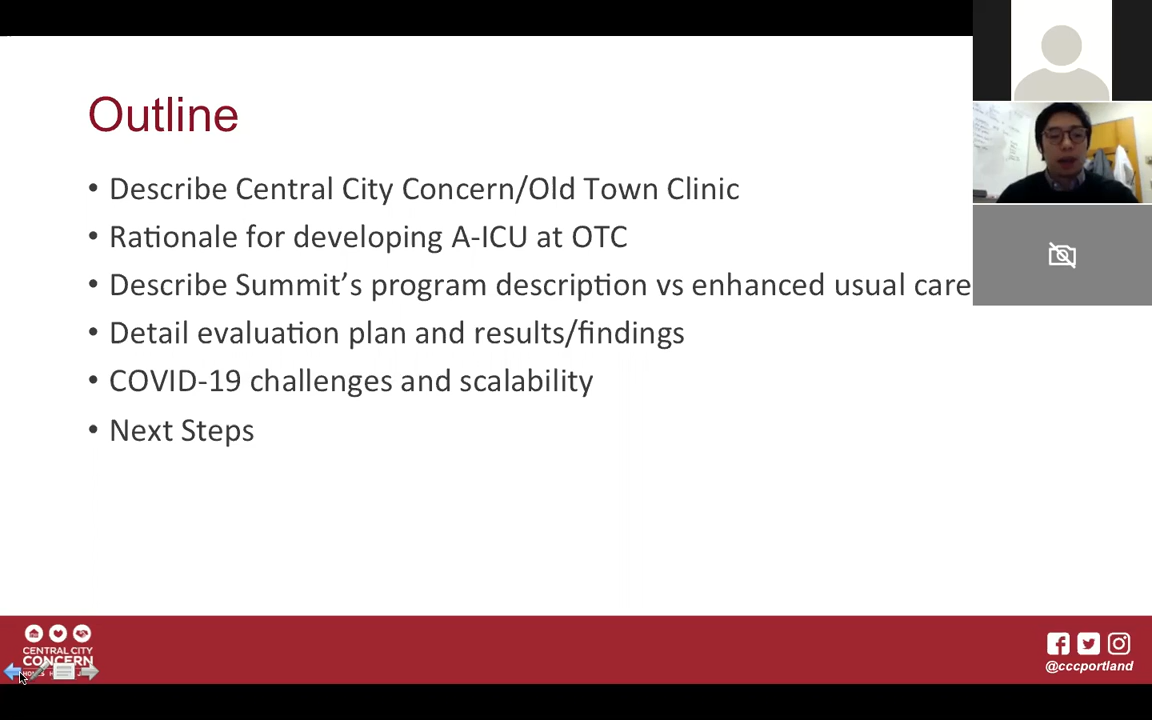 Outline
• Describe Central City Concern/Old Town Clinic
• Rationale for developing A-ICU at OTC
• Describe Summit’s program description vs enhanced usual care
• Detail evaluation plan and results/findings
• COVID-19 challenges and scalability
• Next Steps
CENTRAL CITY
CONCERN
@cccportland